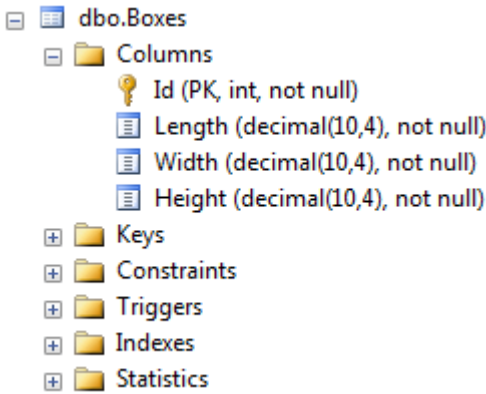 dbo.Boxes
Columns
Id (PK, int, not null)
Length (decimal(10,4), not null)
Width (decimal(10,4), not null)
Height (decimal(10,4), not null)
Keys
Constraints
Triggers
Indexes
Statistics